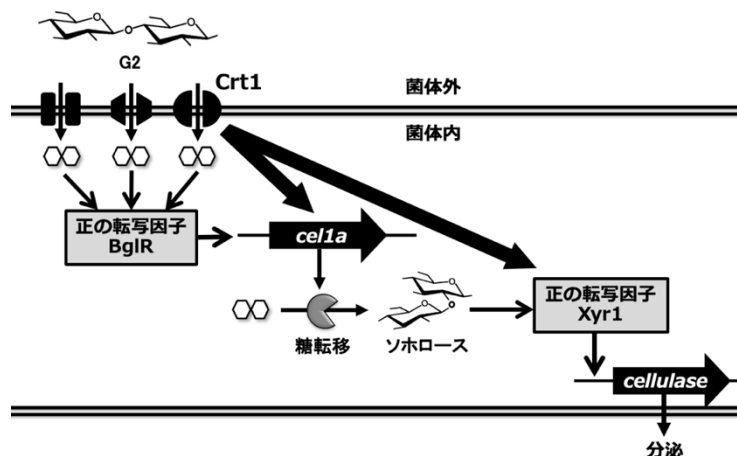 G2
Crt1
菌体外
菌体内
正の転写因子
BglR
cel1a
糖転移
ソホロース
正の転写因子
Xyr1
cellulase
分泌